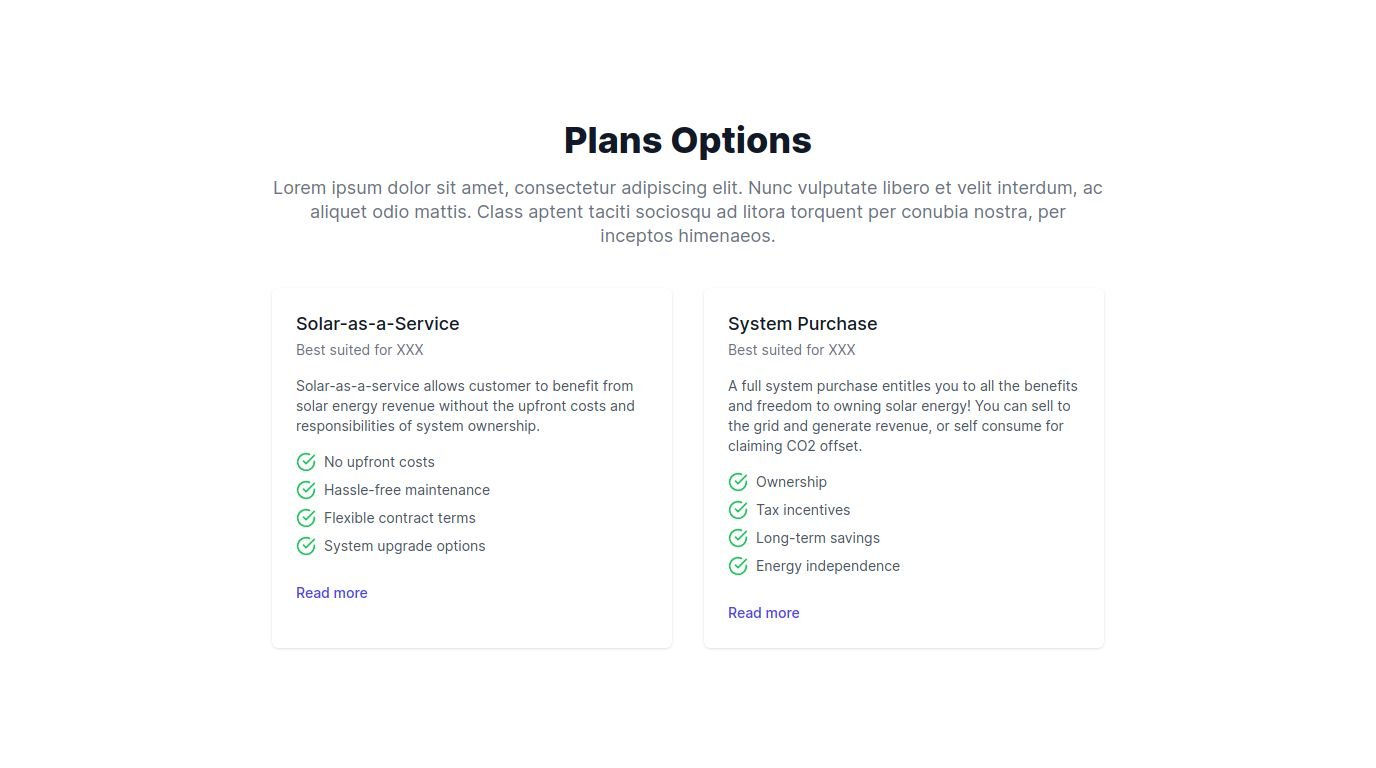 Plans Options
Lorem ipsum dolor sit amet, consectetur adipiscing elit. Nunc vulputate libero et velit interdum, ac
aliquet odio mattis. Class aptent taciti sociosqu ad litora torquent per conubia nostra, per
inceptos himenaeos.
Solar-as-a-Service
Best suited for XXX
Solar-as-a-service allows customer to benefit from
solar energy revenue without the upfront costs and
responsibilities of system ownership.
No upfront costs
Hassle-free maintenance
Flexible contract terms
System upgrade options
Read more
System Purchase
Best suited for XXX
A full system purchase entitles you to all the benefits
and freedom to owning solar energy! You can sell to
the grid and generate revenue, or self consume for
claiming CO2 offset.
Ownership
Tax incentives
Long-term savings
Energy independence
Read more